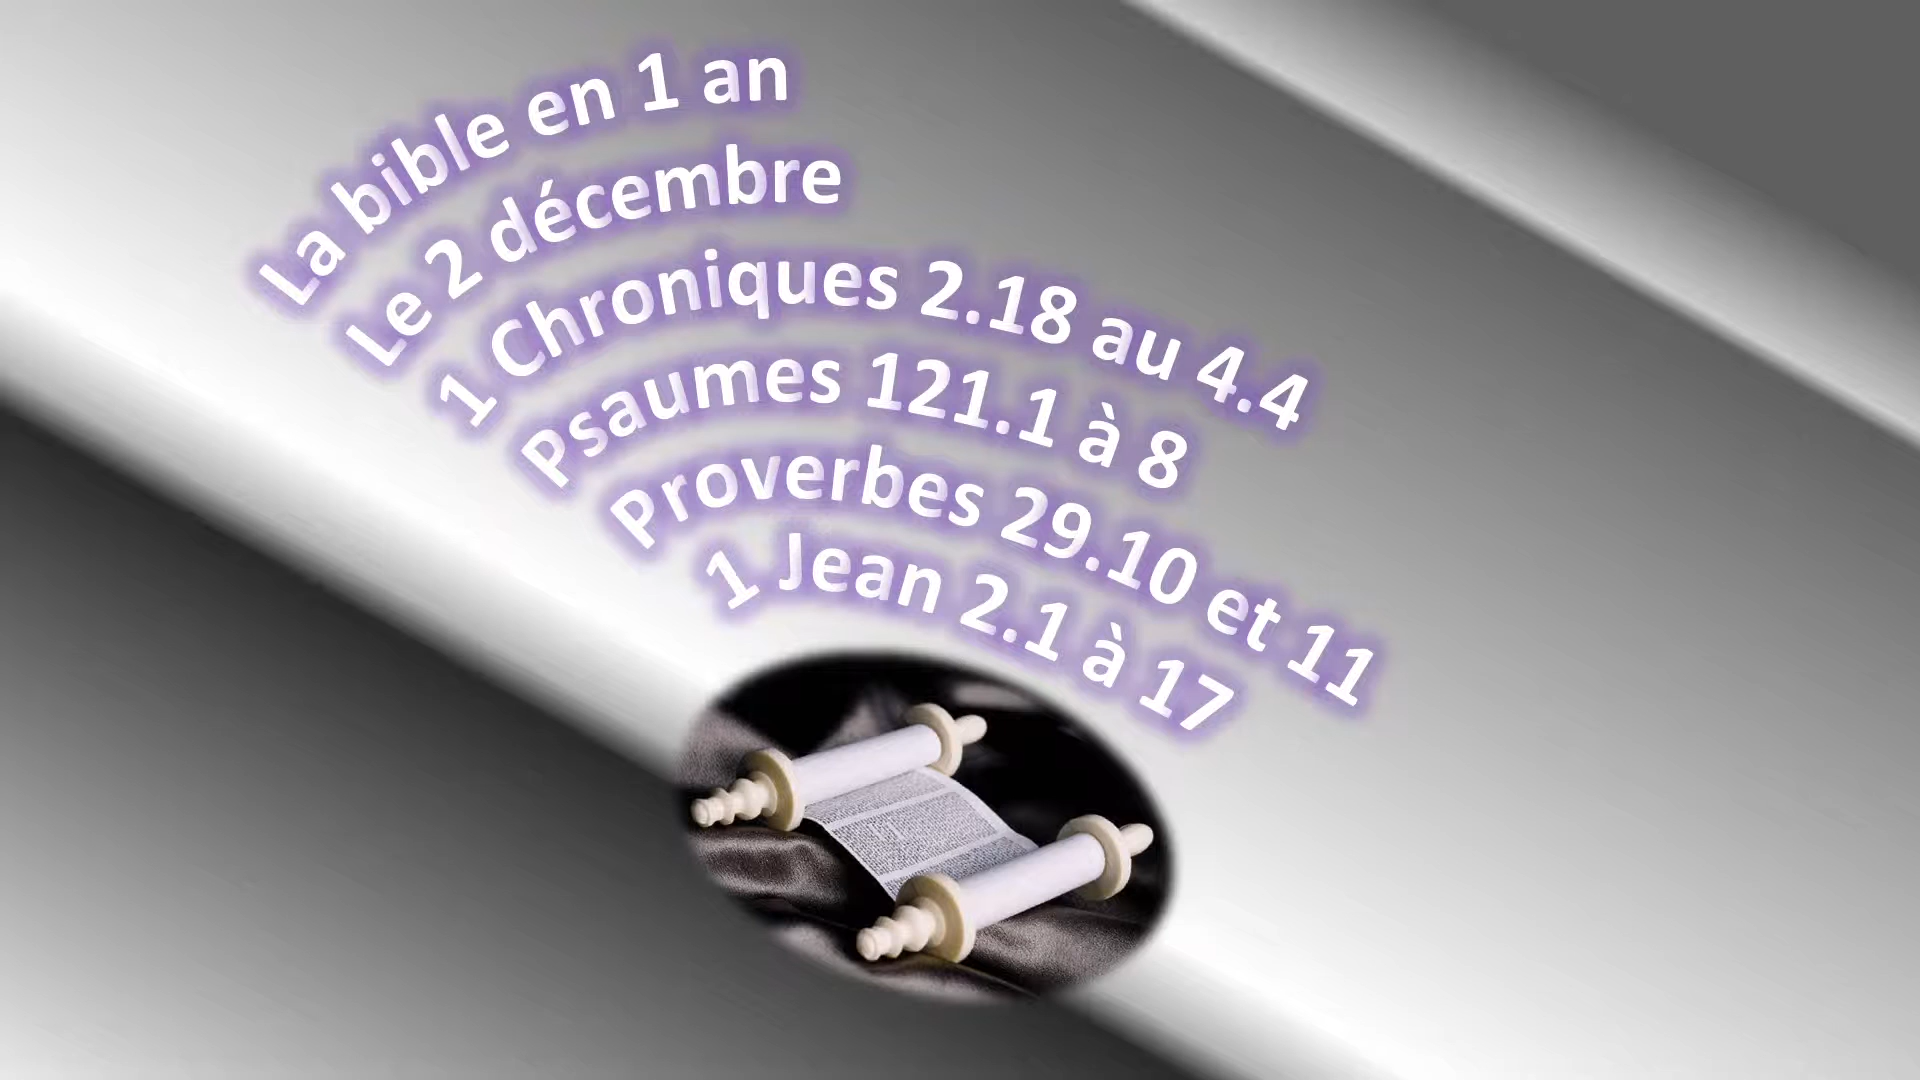 La bible en 1 an
Le 2 décembre
1 Chroniques 2.18 au 4.4
Psaumes 121.1 à 8
Proverbes 29.10 et 11
1 Jean 2.1 à 17